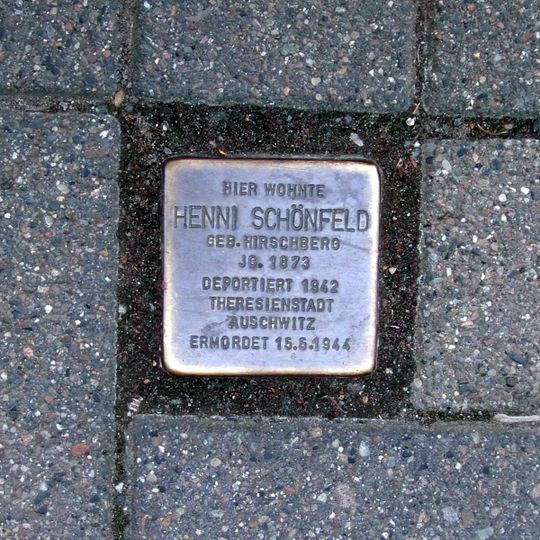 HIER WOHNTE
HENNI SCHÖNFELD
GEB. HIRSCHBERG
JG. 1873
DEPORTIERT 1942
THERESIENSTADT
AUSCHWITZ
ERMORDET 15.5.1944